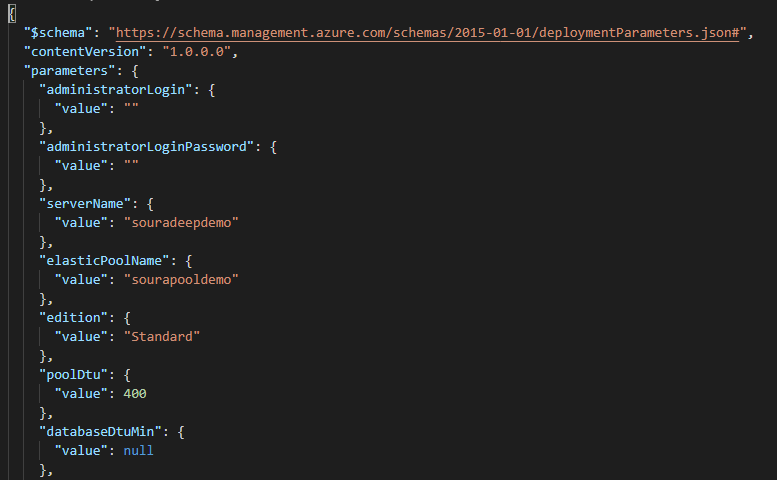 {
"$schema": "https://schema.management.azure.com/schemas/2015-01-01/deploymentParameters.json#",
"contentVersion": "1.0.0.0",
"parameters": {
"administratorLogin": {
"value": ""
},
"administratorLoginPassword": {
"value": ""
},
"serverName": {
"value": "souradeepdemo"
},
"elasticPoolName": {
"value": "sourapooldemo"
},
"edition": {
"value": "Standard"
},
"poolDtu": {
"value": 400
},
"databaseDtuMin": {
"value": null
},